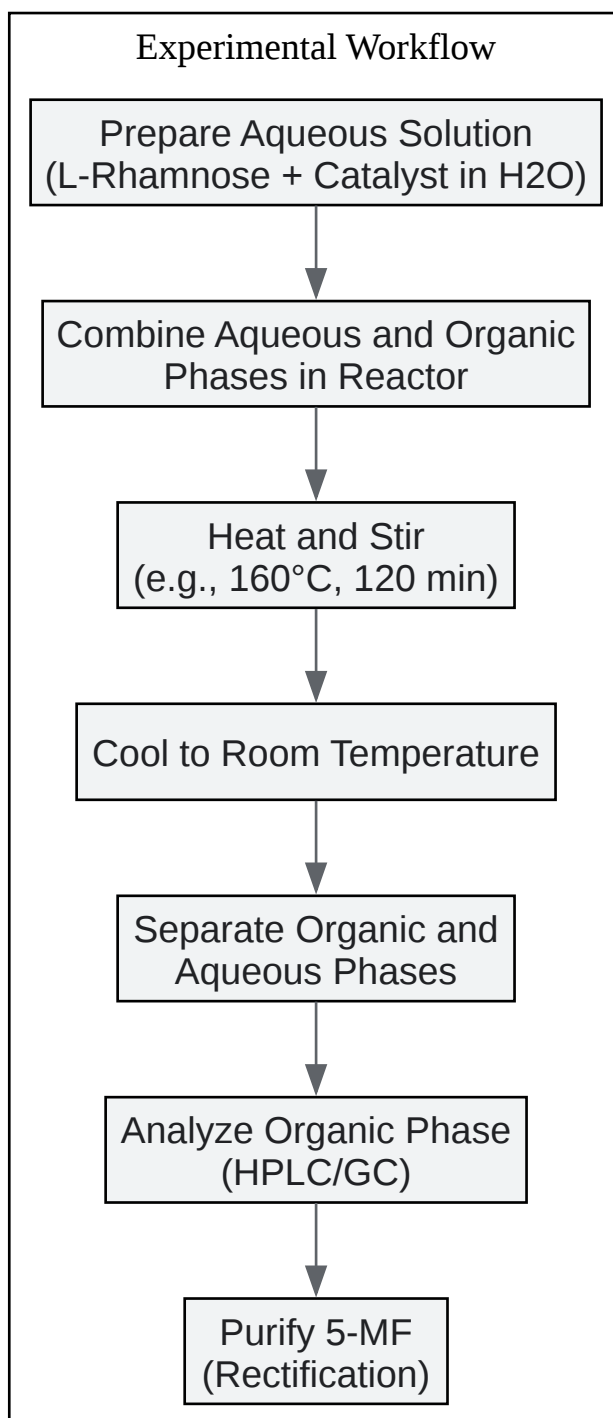 Experimental Workflow
Prepare Aqueous Solution
(L-Rhamnose + Catalyst in H2O)
Combine Aqueous and Organic
Phases in Reactor
Heat and Stir
(e.g., 160°C, 120 min)
Cool to Room Temperature
Separate Organic and
Aqueous Phases
Analyze Organic Phase
(HPLC/GC)
Purify 5-MF
(Rectification)